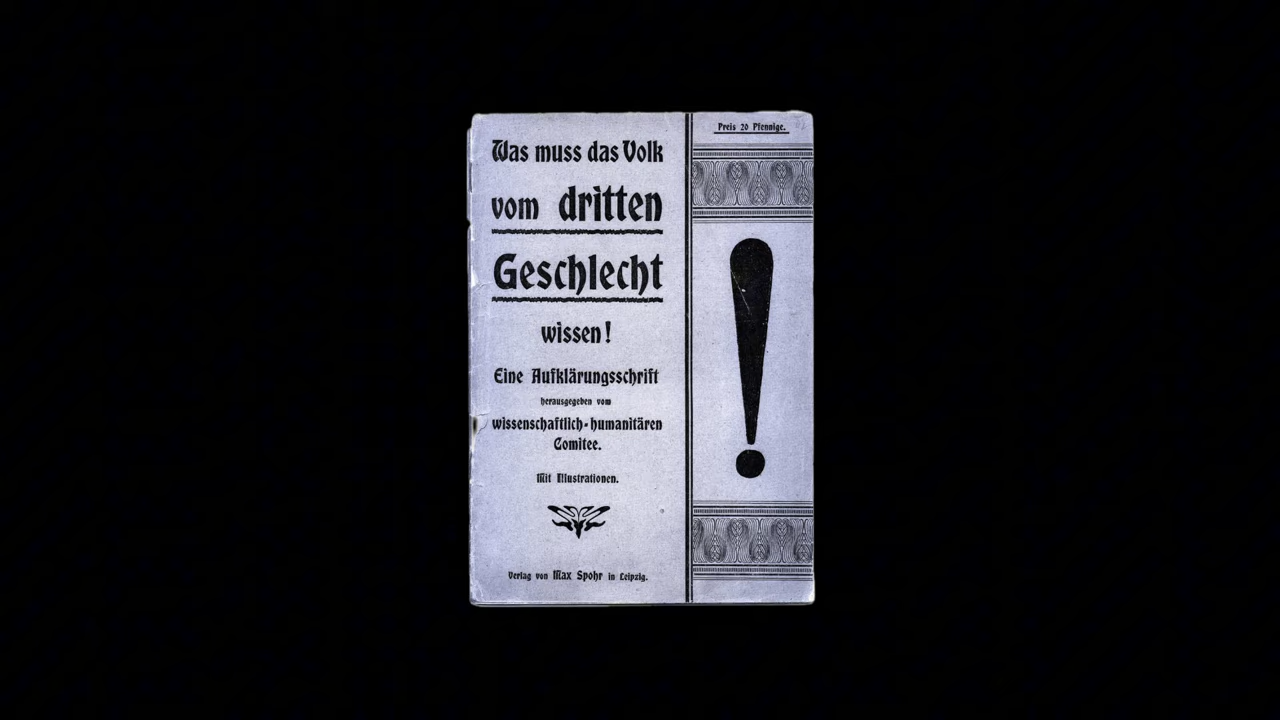 Was muss das Volk
vom dritten
Geschlecht
wissen!
Eine Aufklärungsschrift
herausgegeben vom
wissenschaftlich-humanitären
Comitee.
Mit Illustrationen.
Verlag von Max Spohr in Leipzig.
Preis 20 Pfennige.
!